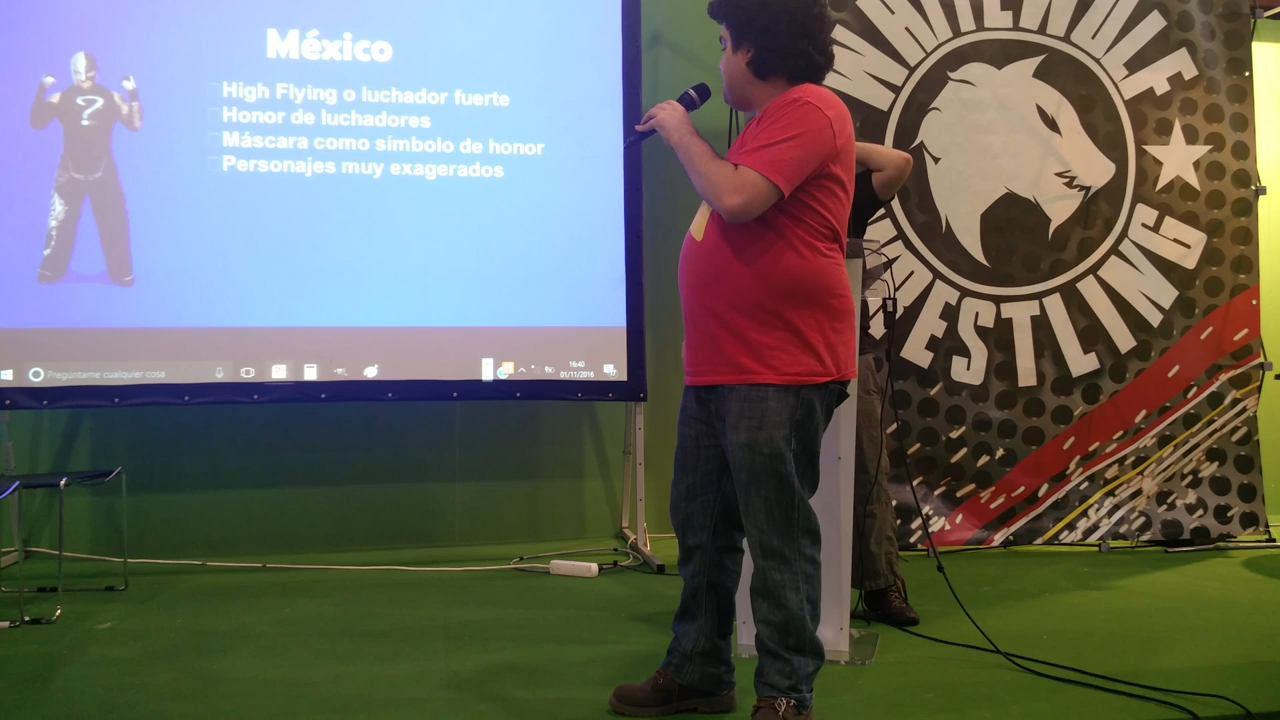 México
High Flying o luchador fuerte
Honor de luchadores
Máscara como símbolo de honor
Personajes muy exagerados
?
Pregúntame cualquier cosa
16:40
01/11/2016
WHITEWOLF
WRESTLING